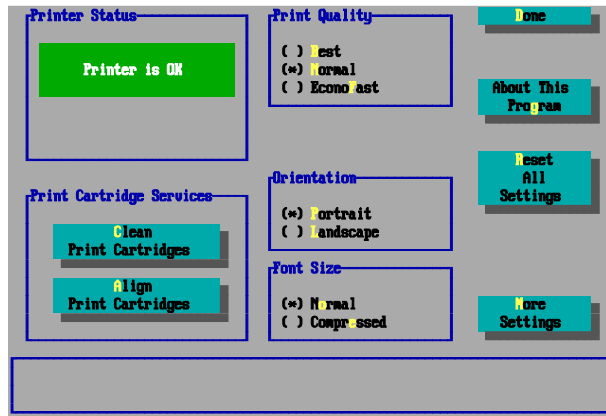 Printer Status
Printer is OK
Print Quality
( ) Best
(*) Normal
( ) EconoFast
Done
About This
Program
Reset
All
Settings
Print Cartridge Services
Clean
Print Cartridges
Align
Print Cartridges
Orientation
(*) Portrait
( ) Landscape
Font Size
(*) Normal
( ) Compressed
More
Settings